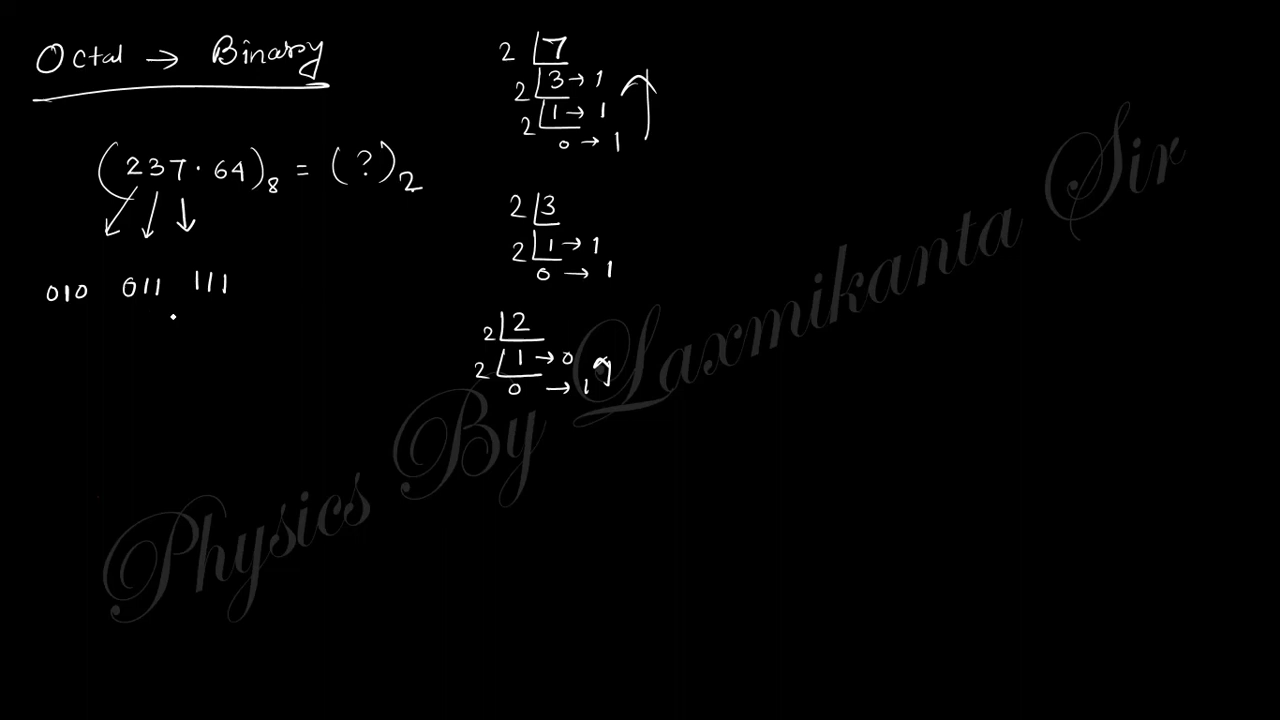 Octal → Binary
(237.64)8 = (?)2
010 011 111
2 7
2 3 → 1
2 1 → 1
0 → 1
2 3
2 1 → 1
0 → 1
2 2
2 1 → 0
0 → 1
Physics By Laxmikanta Sir